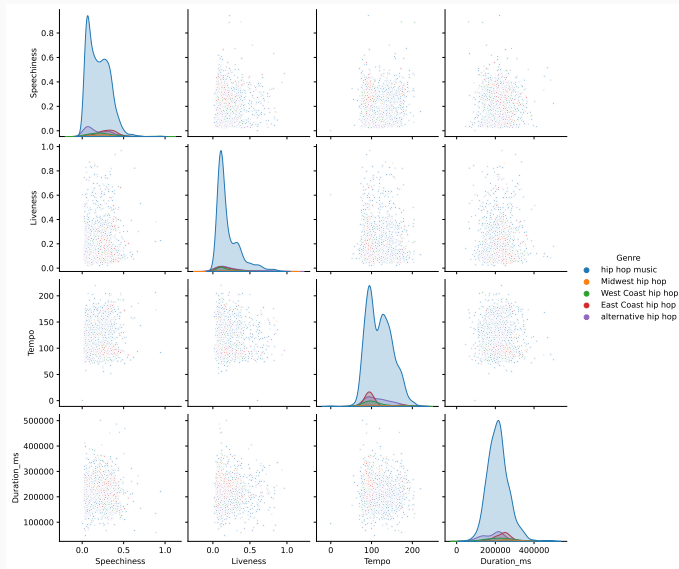 0.8
0.6
0.4
0.2
0.0
Speechiness
1.0
0.8
0.6
0.4
0.2
0.0
Liveness
Genre
hip hop music
Midwest hip hop
West Coast hip hop
East Coast hip hop
alternative hip hop
200
150
100
50
0
Tempo
500000
400000
300000
200000
100000
Duration_ms
0.0 0.5 1.0
Speechiness
0.0 0.5 1.0
Liveness
0 100 200
Tempo
0 200000 400000
Duration_ms